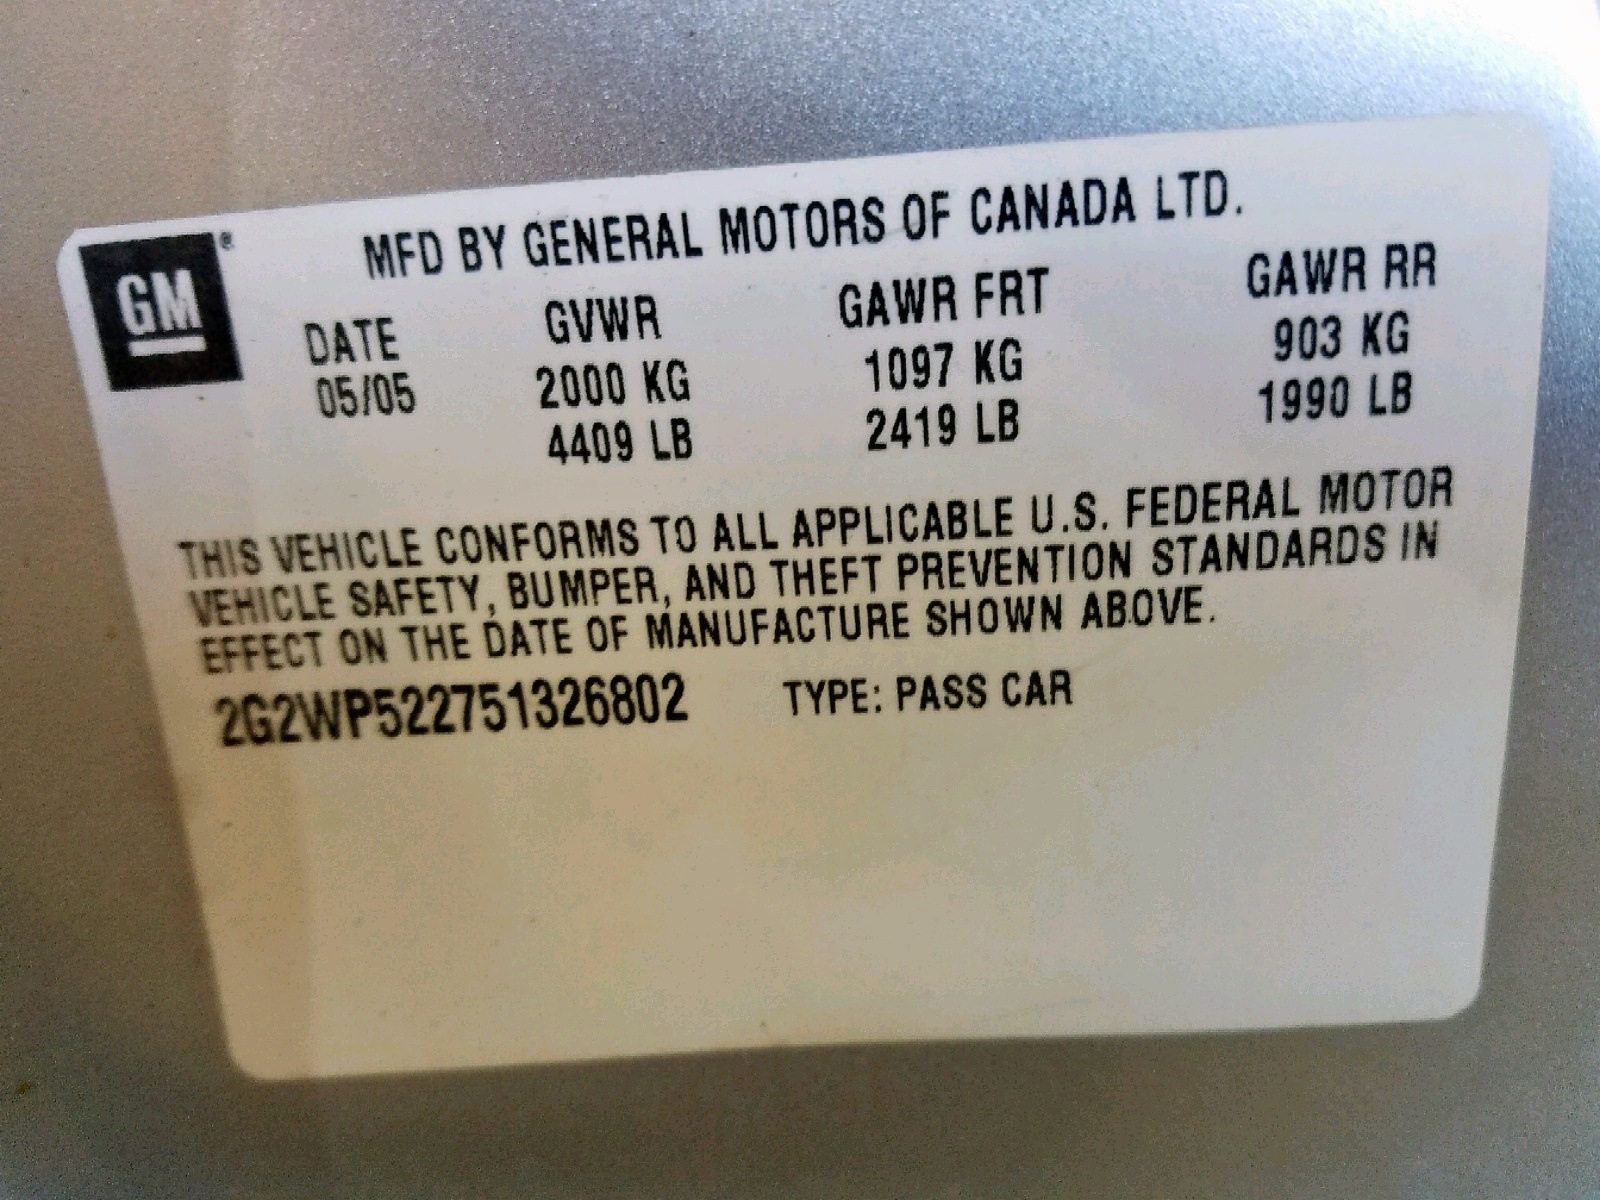 GM®
MFD BY GENERAL MOTORS OF CANADA LTD.
DATE GVWR GAWR FRT GAWR RR
05/05 2000 KG 1097 KG 903 KG
4409 LB 2419 LB 1990 LB
THIS VEHICLE CONFORMS TO ALL APPLICABLE U.S. FEDERAL MOTOR
VEHICLE SAFETY, BUMPER, AND THEFT PREVENTION STANDARDS IN
EFFECT ON THE DATE OF MANUFACTURE SHOWN ABOVE.
2G2WP522751326802 TYPE: PASS CAR